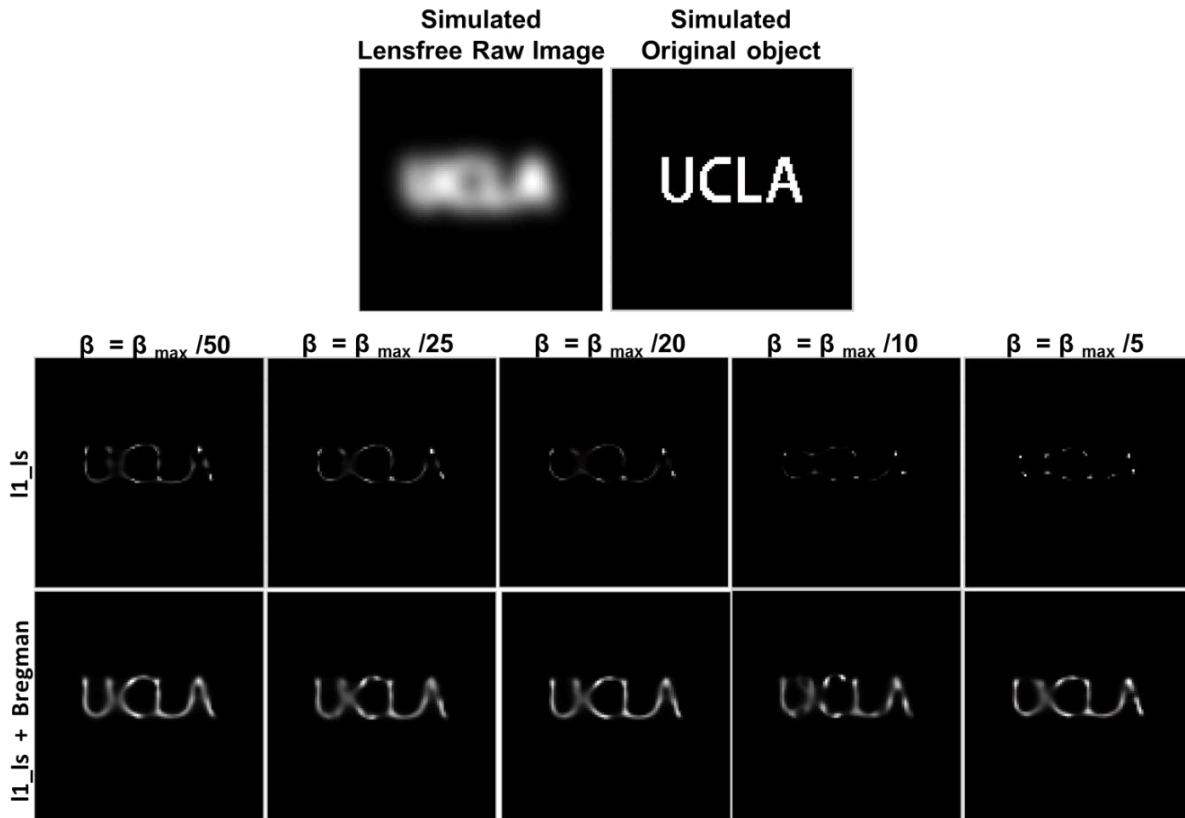 Simulated
Lensfree Raw Image
Simulated
Original object
UCLA
β = β max /50
β = β max /25
β = β max /20
β = β max /10
β = β max /5
l1_ls
l1_ls + Bregman